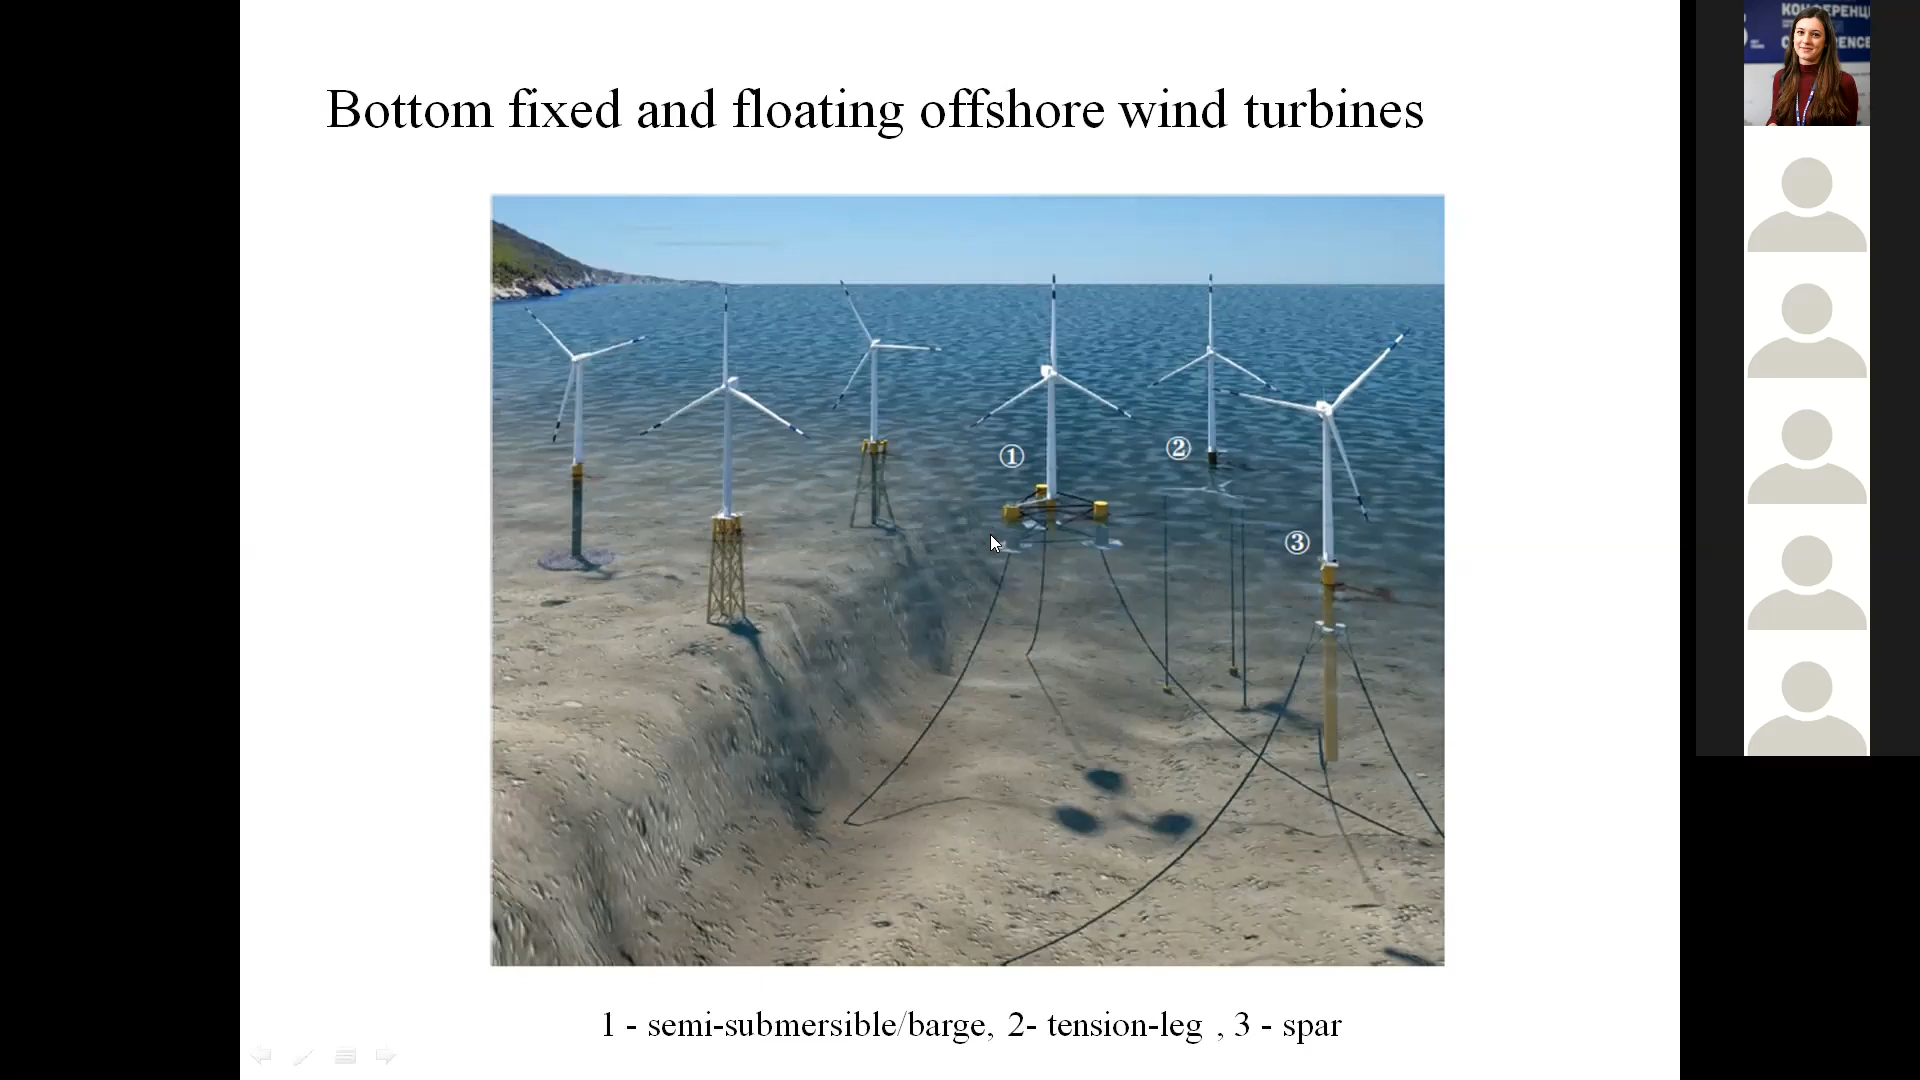 Bottom fixed and floating offshore wind turbines
①
②
③
1 - semi-submersible/barge, 2- tension-leg , 3 - spar